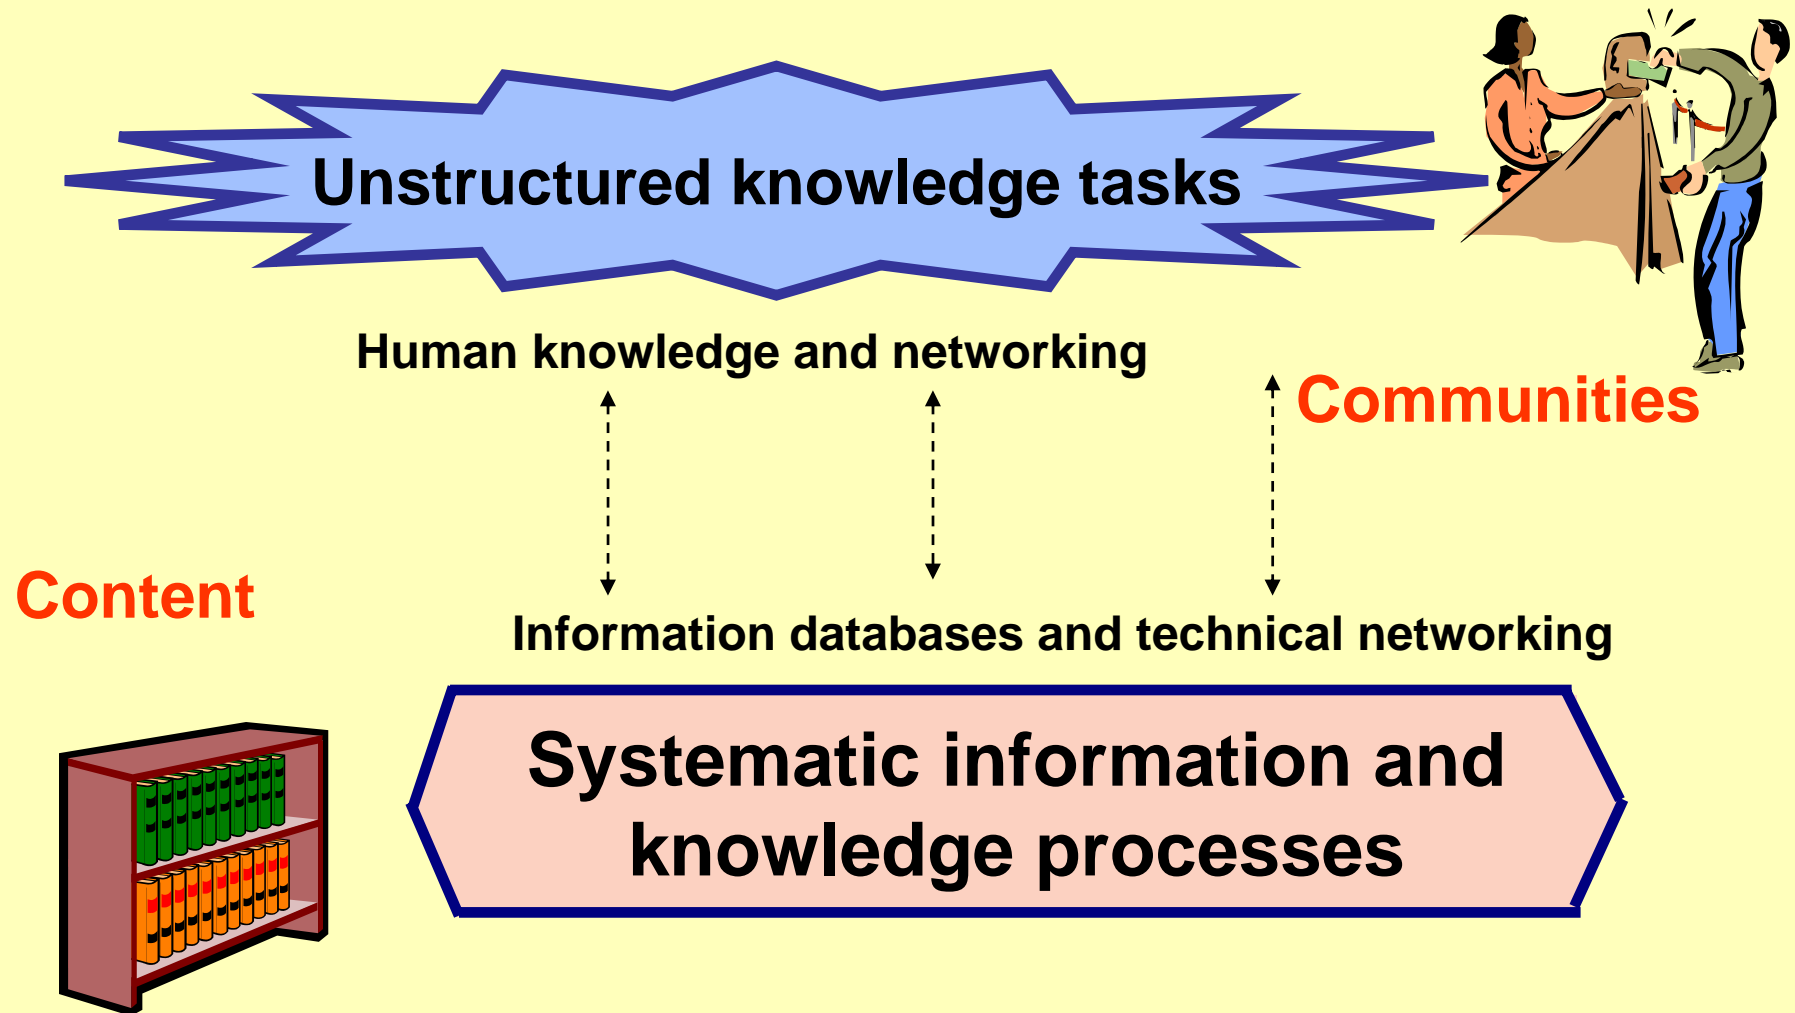 Unstructured knowledge tasks
Human knowledge and networking
Communities
Content
Information databases and technical networking
Systematic information and
knowledge processes